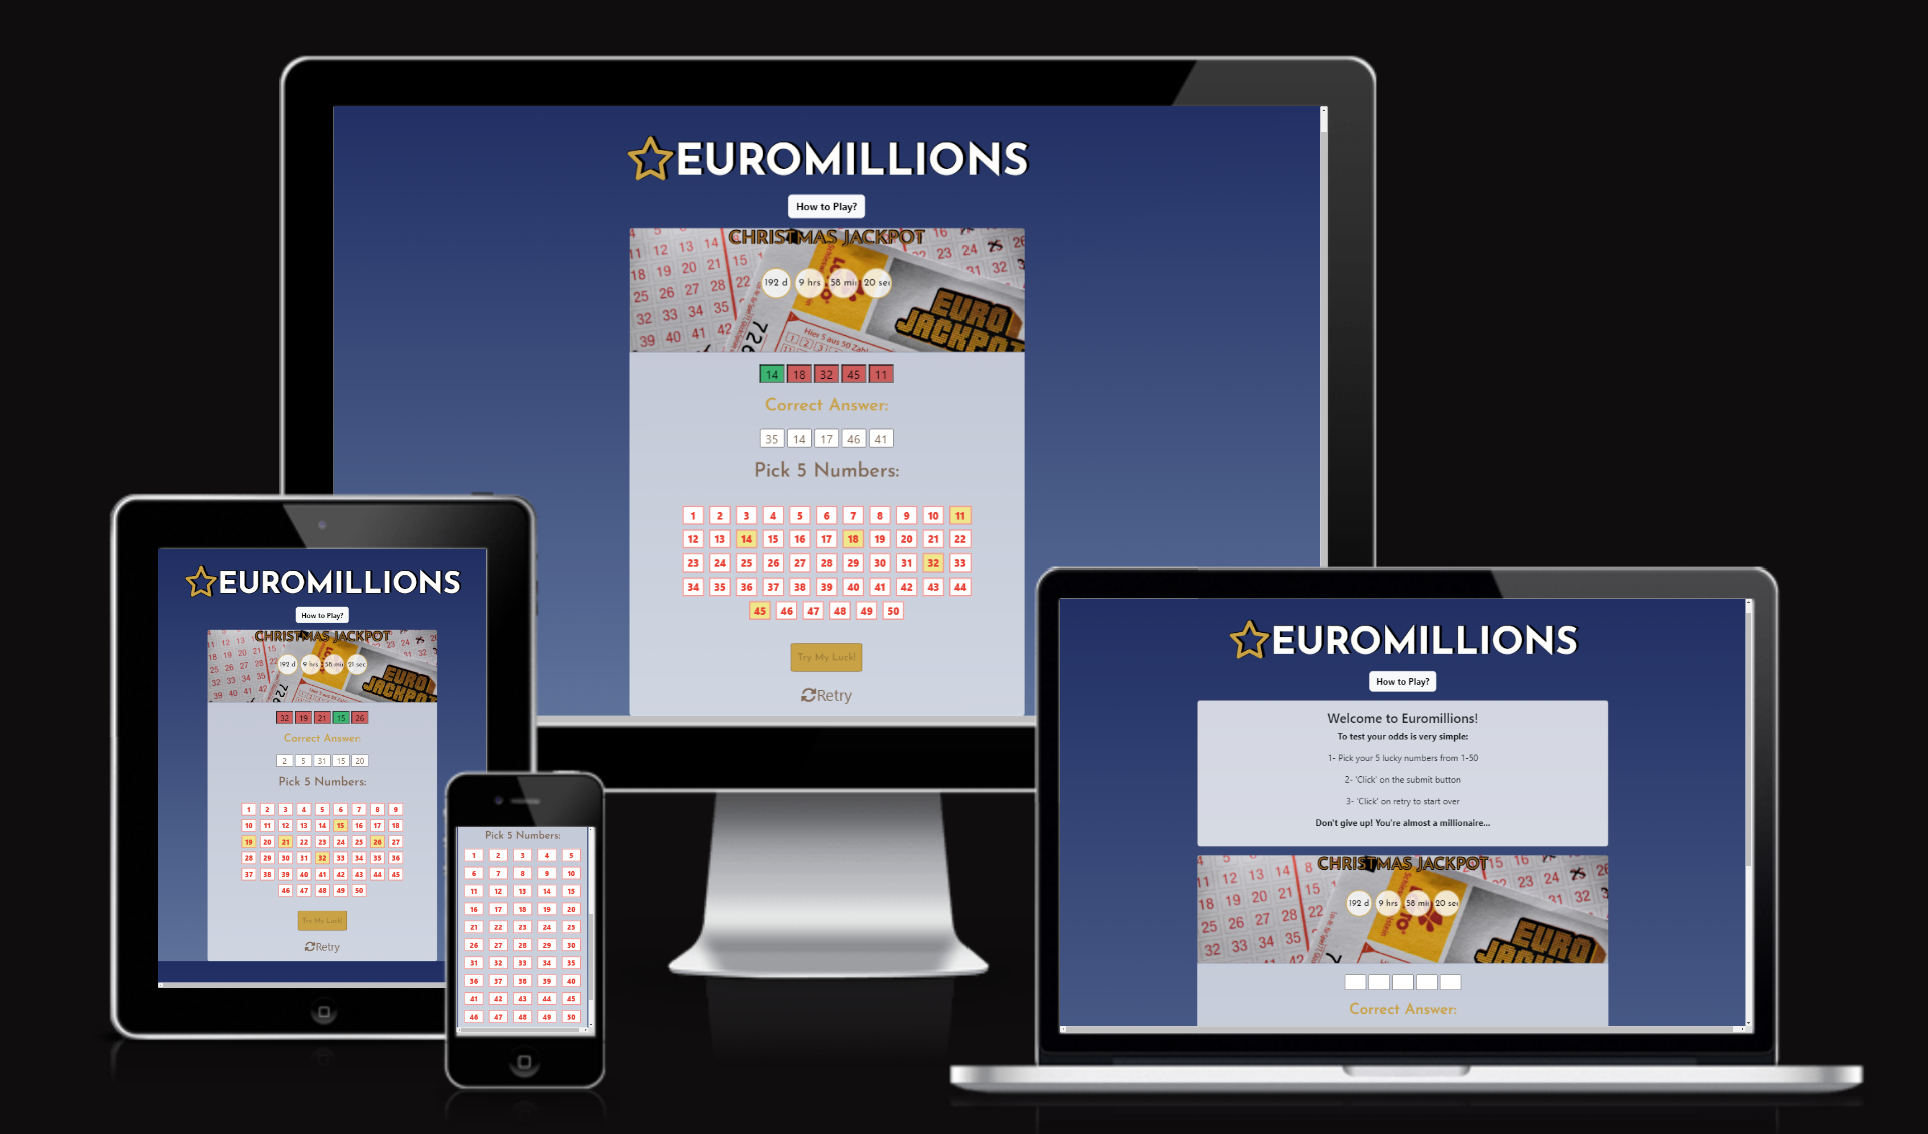 EUROMILLIONS
How to Play?
CHRISTMAS JACKPOT
192 d 9 hrs 58 min 20 sec
EURO
JACKPOT
Hier 5 aus 50
14 18 32 45 11
Correct Answer:
35 14 17 46 41
Pick 5 Numbers:
1 2 3 4 5 6 7 8 9 10 11
12 13 14 15 16 17 18 19 20 21 22
23 24 25 26 27 28 29 30 31 32 33
34 35 36 37 38 39 40 41 42 43 44
45 46 47 48 49 50
Try My Luck!
Retry
EUROMILLIONS
How to Play?
CHRISTMAS JACKPOT
192 d 9 hrs 58 min 21 sec
EURO
JACKPOT
32 19 21 15 26
Correct Answer:
2 5 31 15 20
Pick 5 Numbers:
1 2 3 4 5 6 7 8 9
10 11 12 13 14 15 16 17 18
19 20 21 22 23 24 25 26 27
28 29 30 31 32 33 34 35 36
37 38 39 40 41 42 43 44 45
46 47 48 49 50
Try My Luck!
Retry
Pick 5 Numbers:
1 2 3 4 5
6 7 8 9 10
11 12 13 14 15
16 17 18 19 20
21 22 23 24 25
26 27 28 29 30
31 32 33 34 35
36 37 38 39 40
41 42 43 44 45
46 47 48 49 50
EUROMILLIONS
How to Play?
Welcome to Euromillions!
To test your odds is very simple:
1- Pick your 5 lucky numbers from 1-50
2- 'Click' on the submit button
3- 'Click' on retry to start over
Don't give up! You're almost a millionaire...
CHRISTMAS JACKPOT
192 d 9 hrs 58 min 20 sec
EURO
JACKPOT
Correct Answer: